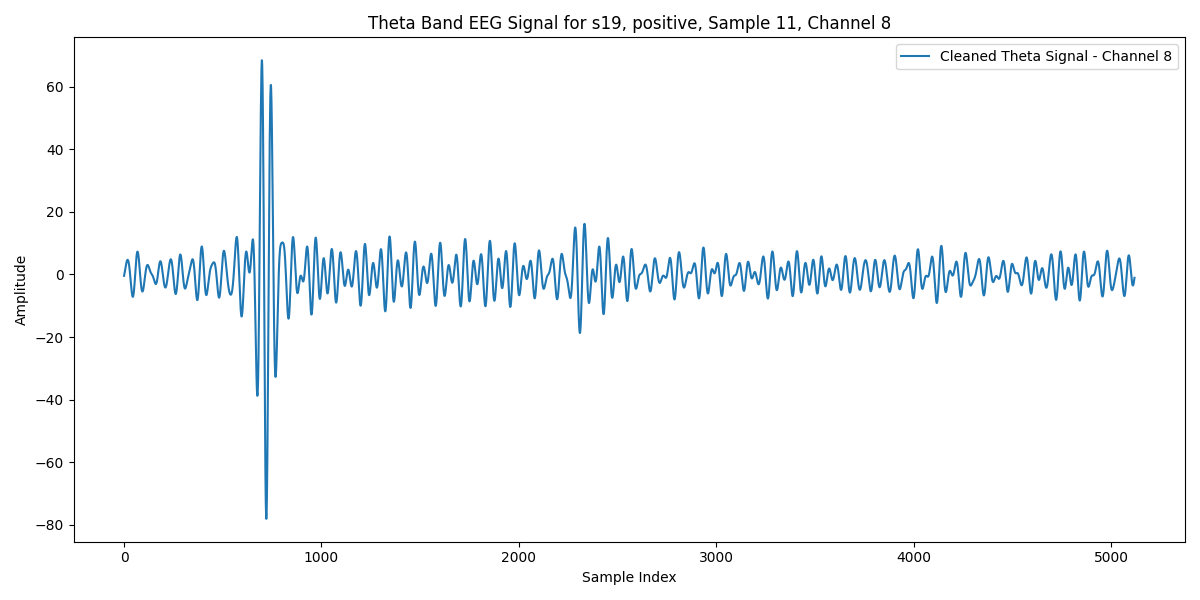 Theta Band EEG Signal for s19, positive, Sample 11, Channel 8
Cleaned Theta Signal - Channel 8
60
40
20
0
−20
−40
−60
−80
Amplitude
0 1000 2000 3000 4000 5000
Sample Index